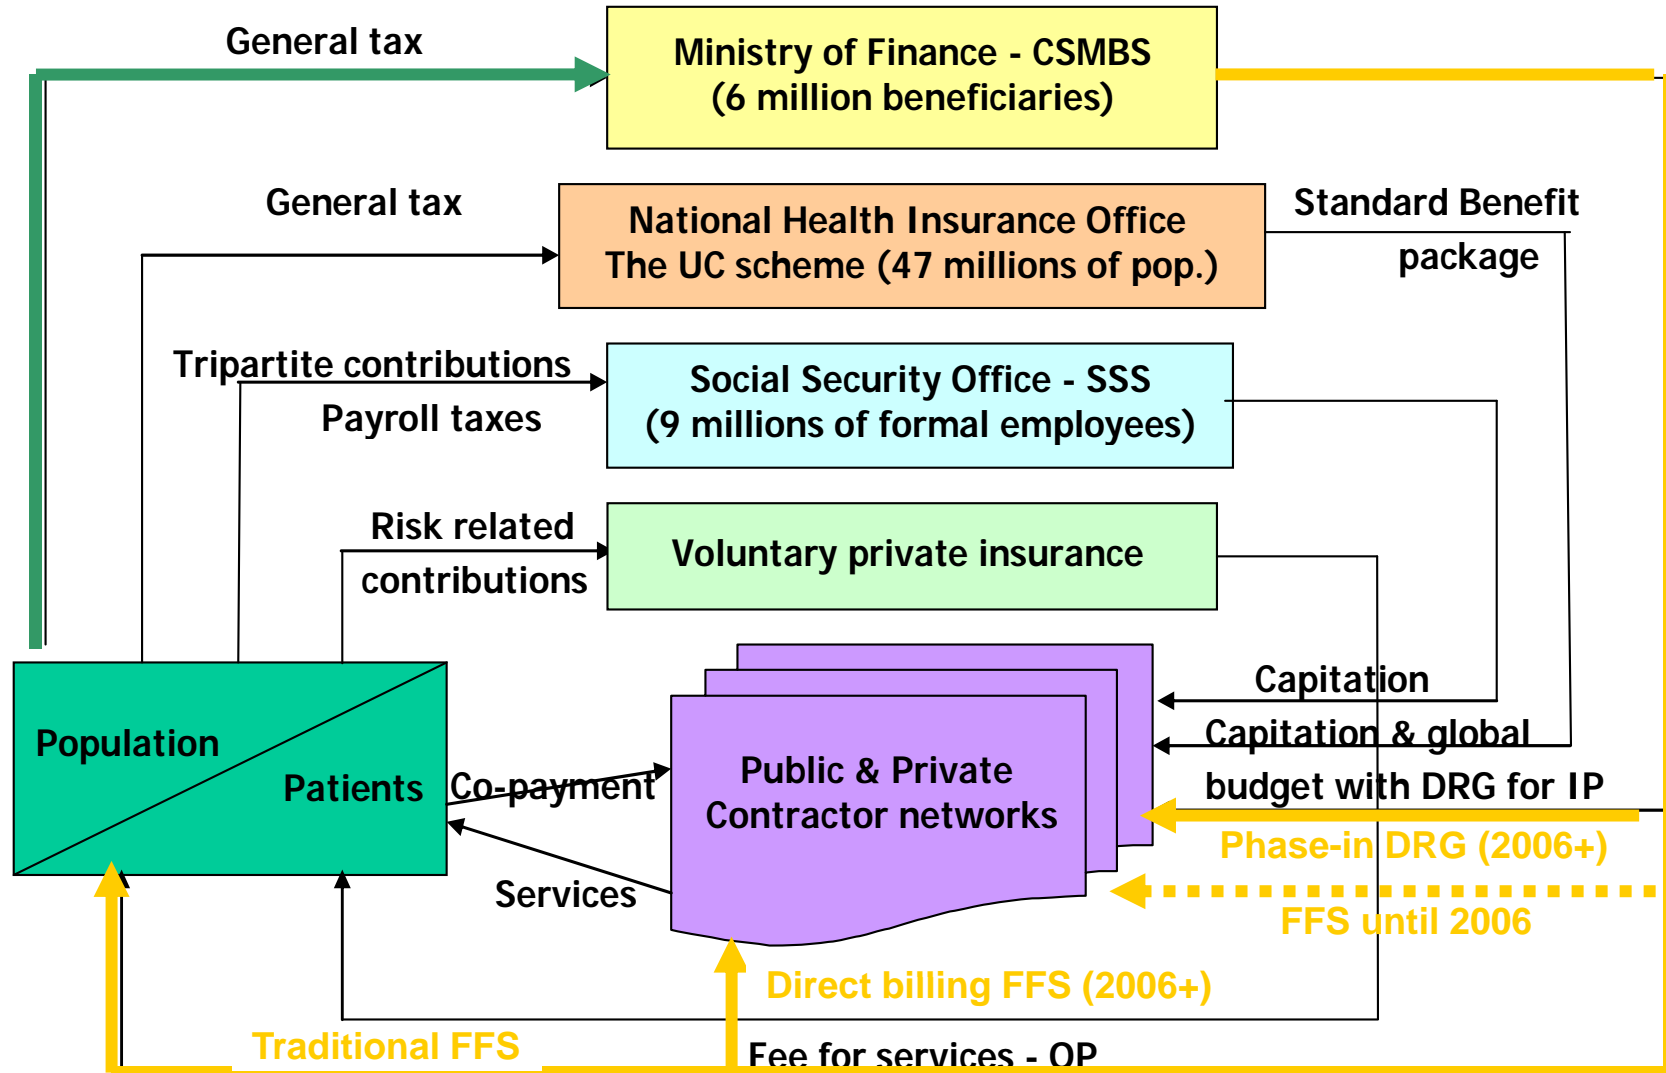 General tax
Ministry of Finance - CSMBS
(6 million beneficiaries)
General tax
National Health Insurance Office
The UC scheme (47 millions of pop.)
Standard Benefit
package
Tripartite contributions
Payroll taxes
Social Security Office - SSS
(9 millions of formal employees)
Risk related
contributions
Voluntary private insurance
Population
Patients
Co-payment
Services
Public & Private
Contractor networks
Capitation
Capitation & global
budget with DRG for IP
Phase-in DRG (2006+)
FFS until 2006
Direct billing FFS (2006+)
Traditional FFS
Fee for services - OP